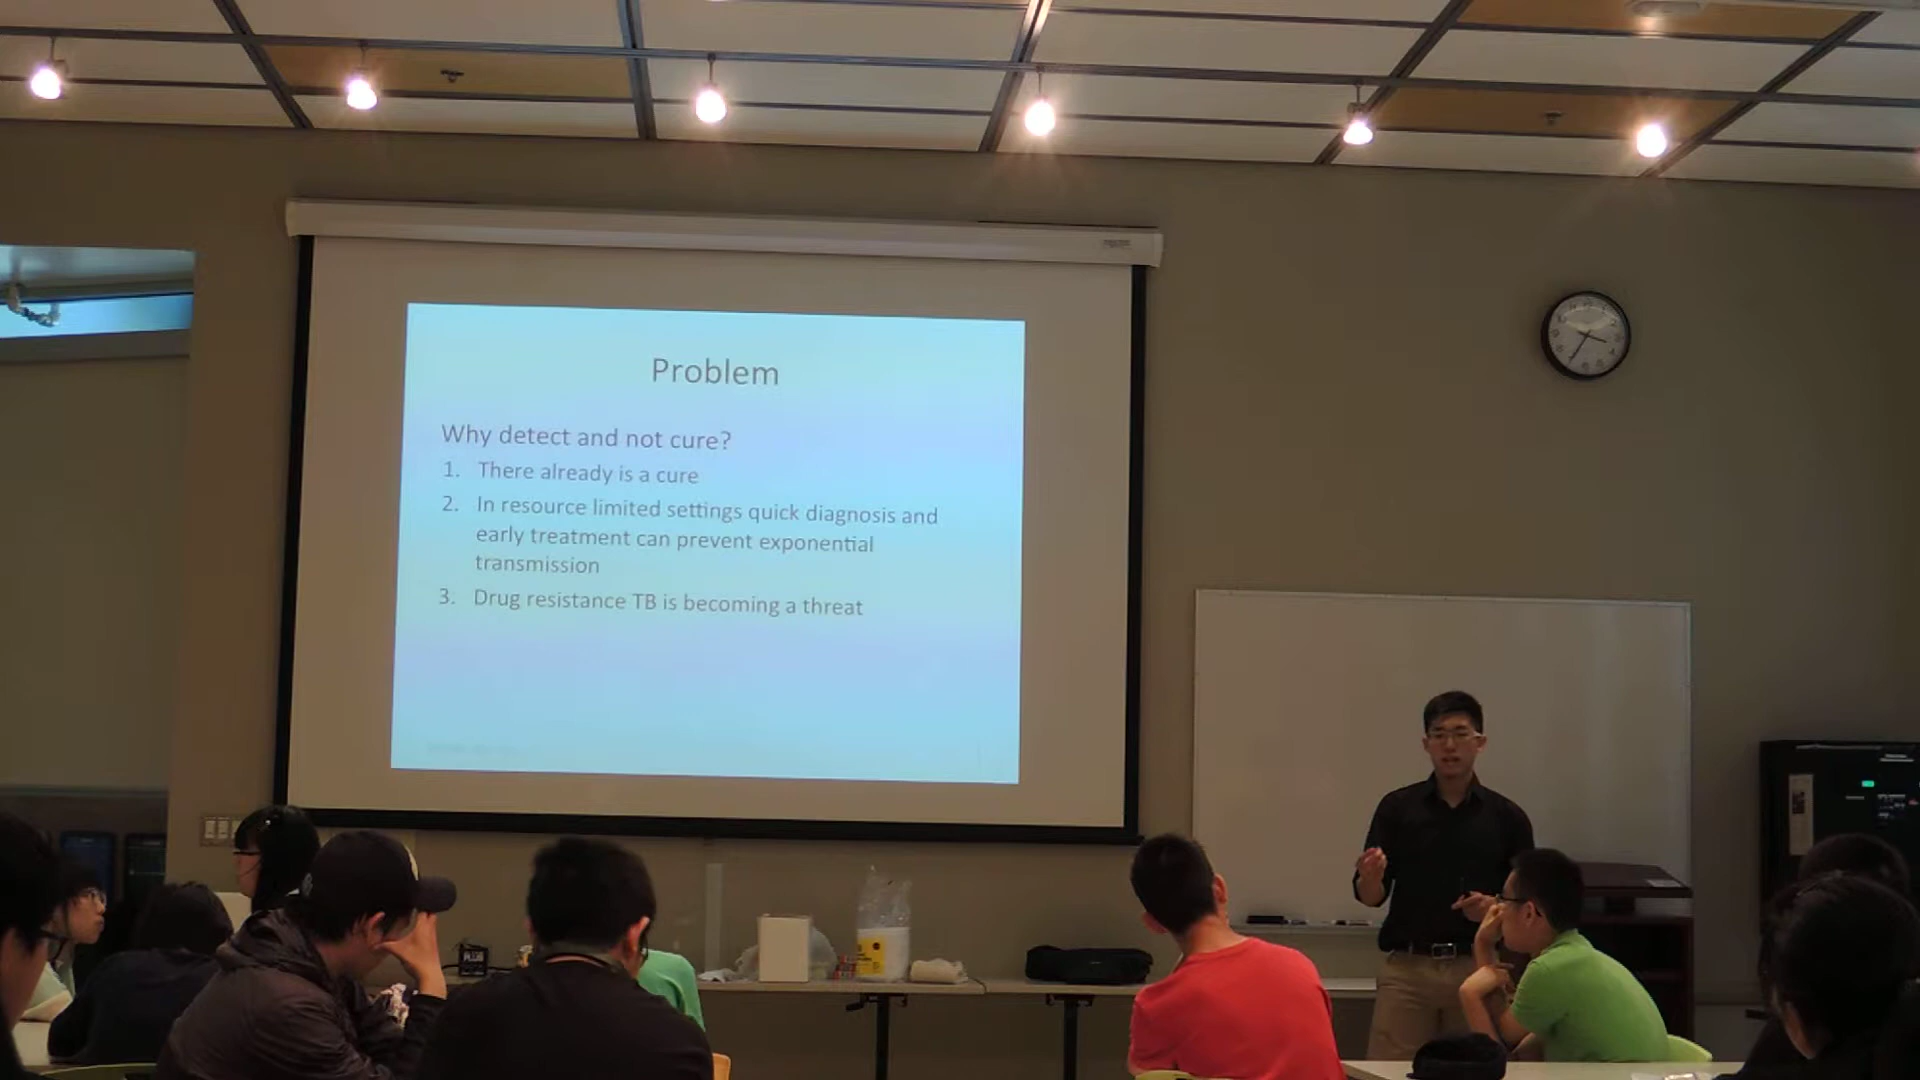 Problem
Why detect and not cure?
1. There already is a cure
2. In resource limited settings quick diagnosis and
early treatment can prevent exponential
transmission
3. Drug resistance TB is becoming a threat